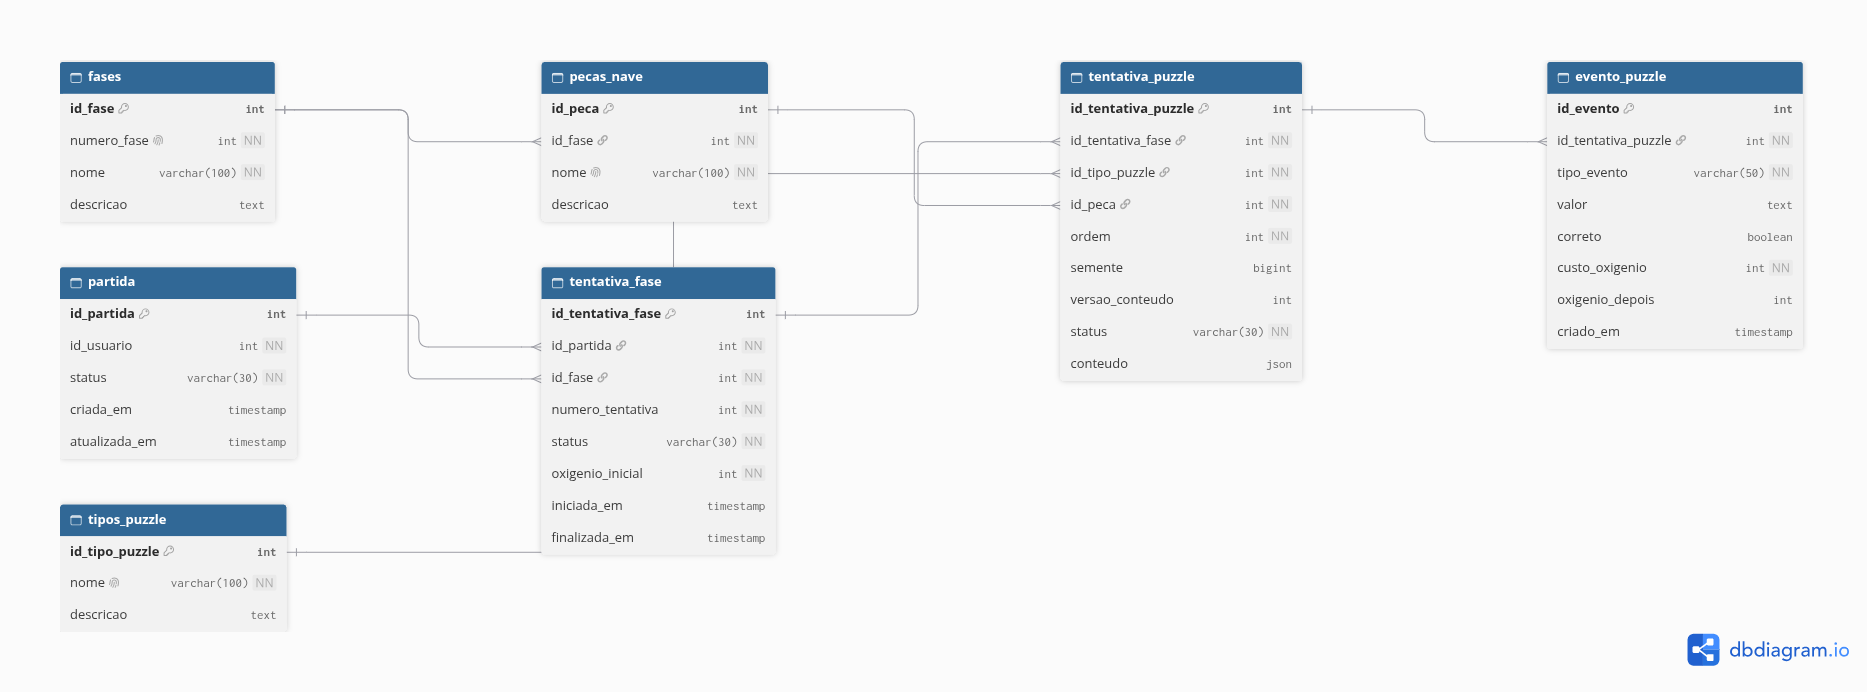 fases
id_fase int
numero_fase int NN
nome varchar(100) NN
descricao text
pecas_nave
id_peca int
id_fase int NN
nome varchar(100) NN
descricao text
tentativa_puzzle
id_tentativa_puzzle int
id_tentativa_fase int NN
id_tipo_puzzle int NN
id_peca int NN
ordem int NN
semente bigint
versao_conteudo int
status varchar(30) NN
conteudo json
evento_puzzle
id_evento int
id_tentativa_puzzle int NN
tipo_evento varchar(50) NN
valor text
correto boolean
custo_oxigenio int NN
oxigenio_depois int
criado_em timestamp
partida
id_partida int
id_usuario int NN
status varchar(30) NN
criada_em timestamp
atualizada_em timestamp
tentativa_fase
id_tentativa_fase int
id_partida int NN
id_fase int NN
numero_tentativa int NN
status varchar(30) NN
oxigenio_inicial int NN
iniciada_em timestamp
finalizada_em timestamp
tipos_puzzle
id_tipo_puzzle int
nome varchar(100) NN
descricao text
dbdiagram.io